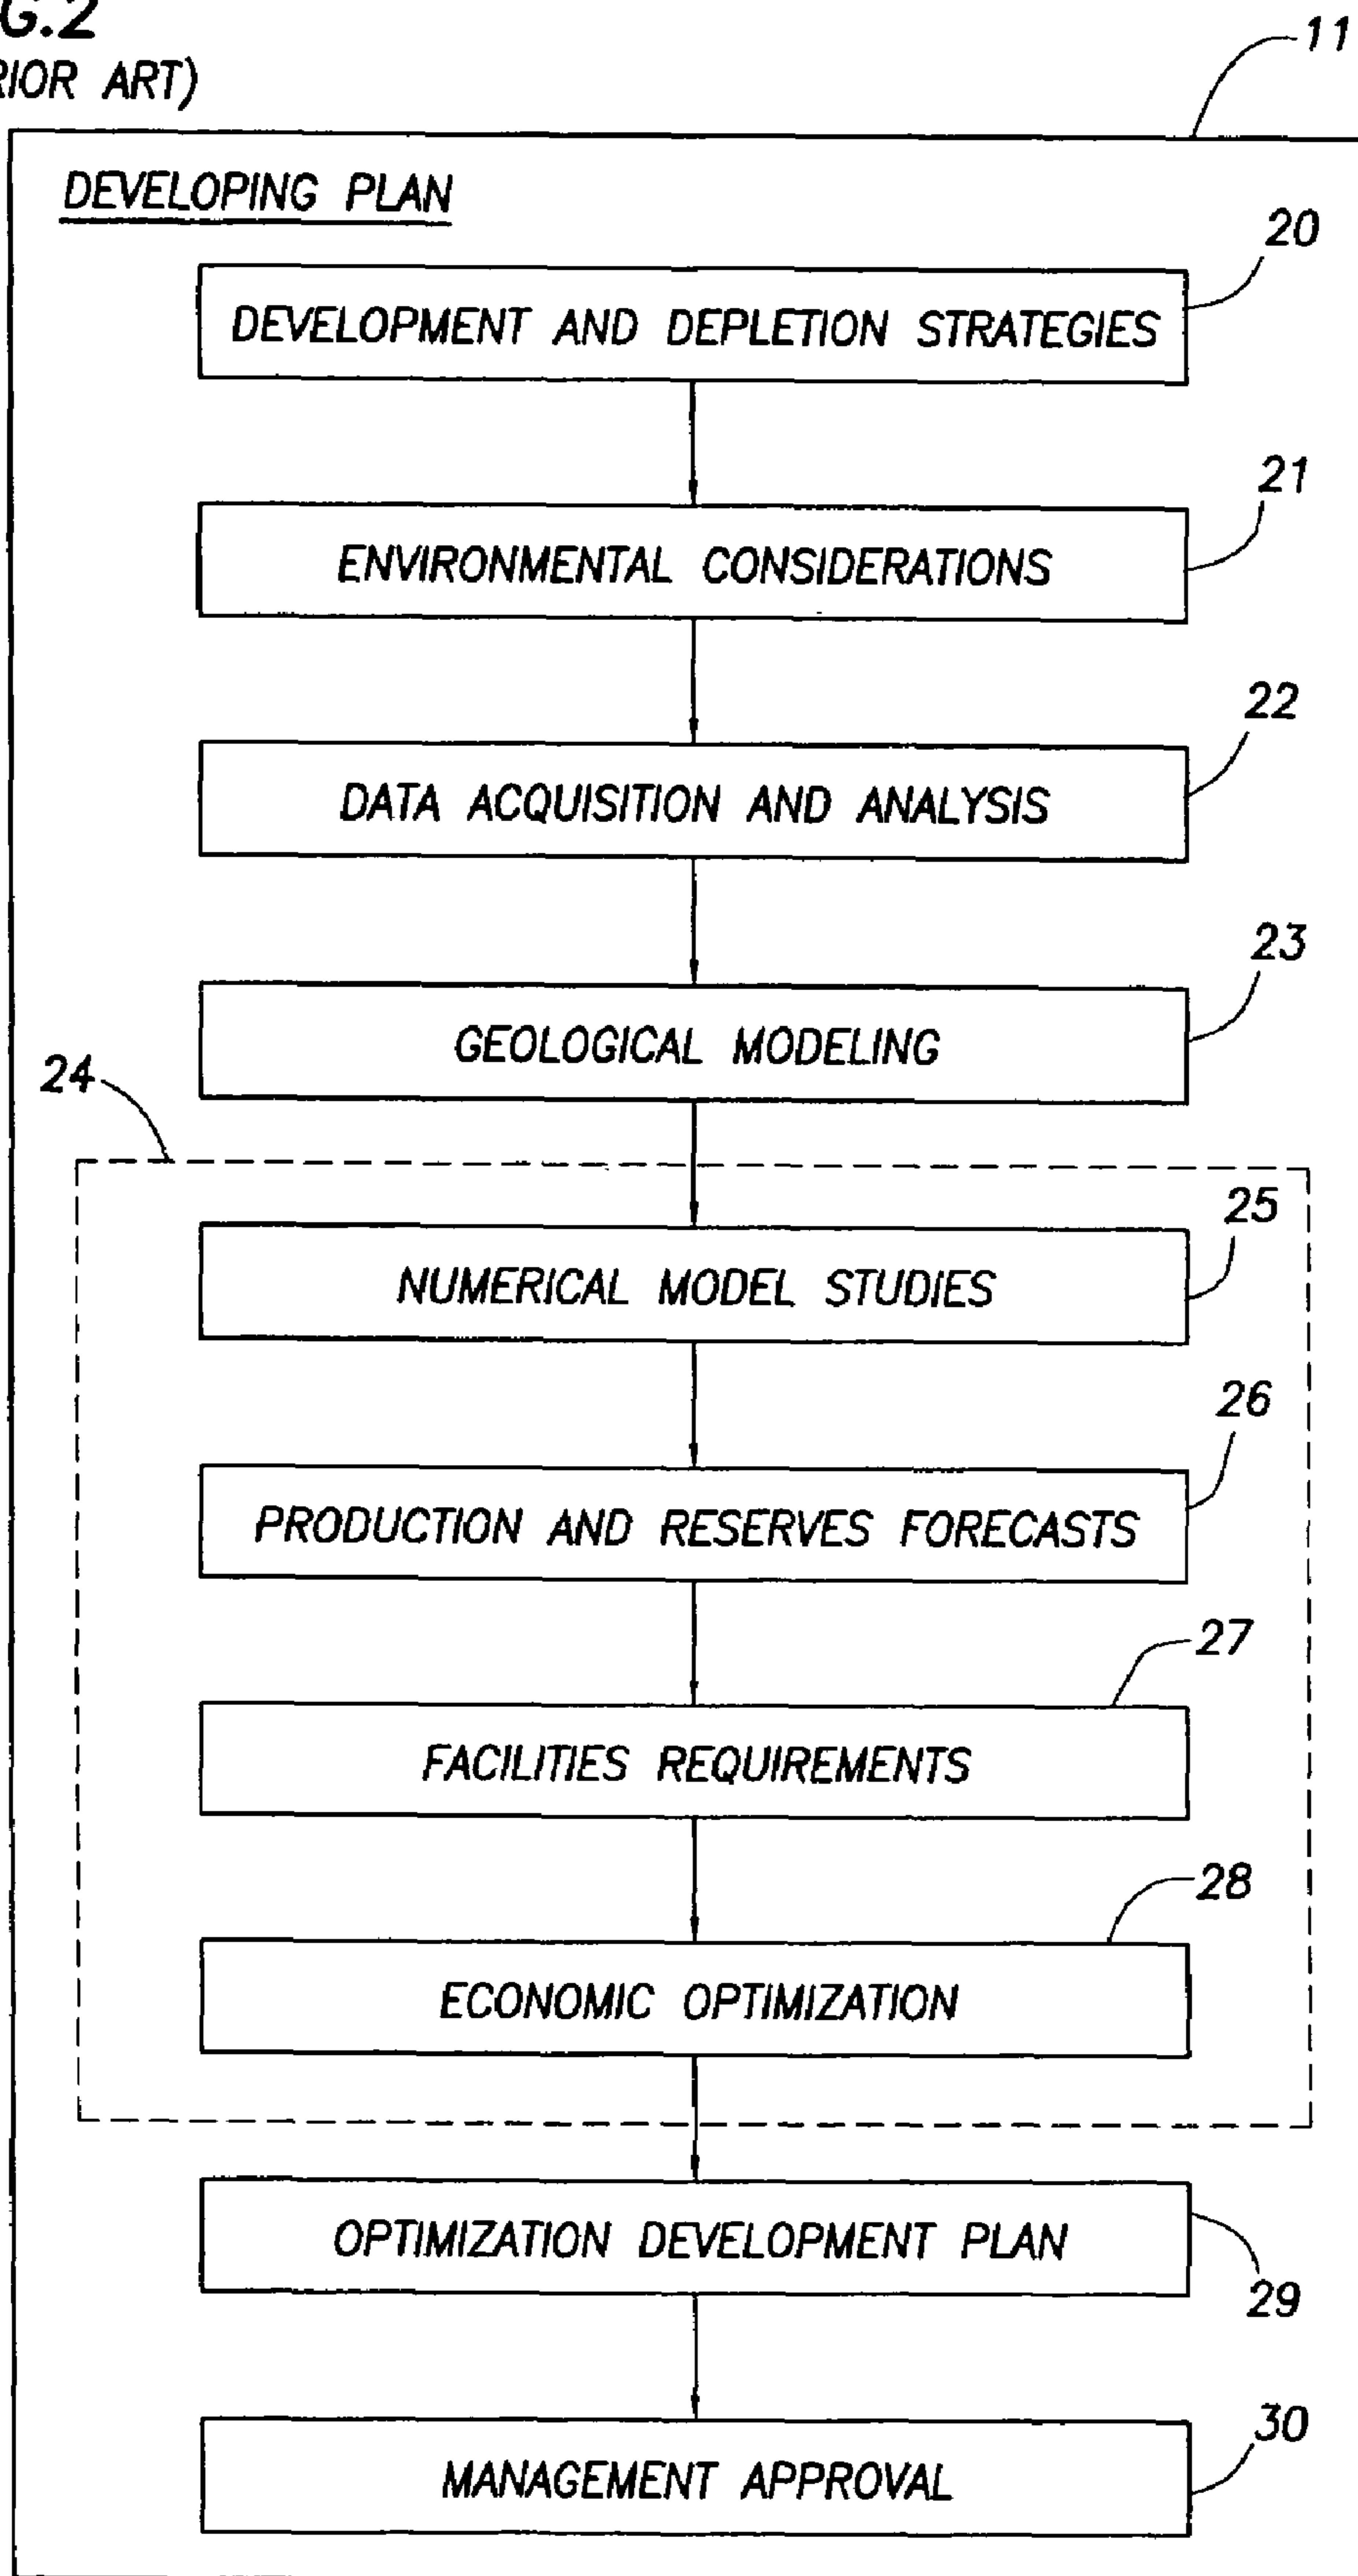 G.2
RIOR ART)
11
DEVELOPING PLAN
20
DEVELOPMENT AND DEPLETION STRATEGIES
21
ENVIRONMENTAL CONSIDERATIONS
22
DATA ACQUISITION AND ANALYSIS
23
GEOLOGICAL MODELING
24
25
NUMERICAL MODEL STUDIES
26
PRODUCTION AND RESERVES FORECASTS
27
FACILITIES REQUIREMENTS
28
ECONOMIC OPTIMIZATION
OPTIMIZATION DEVELOPMENT PLAN
29
30
MANAGEMENT APPROVAL